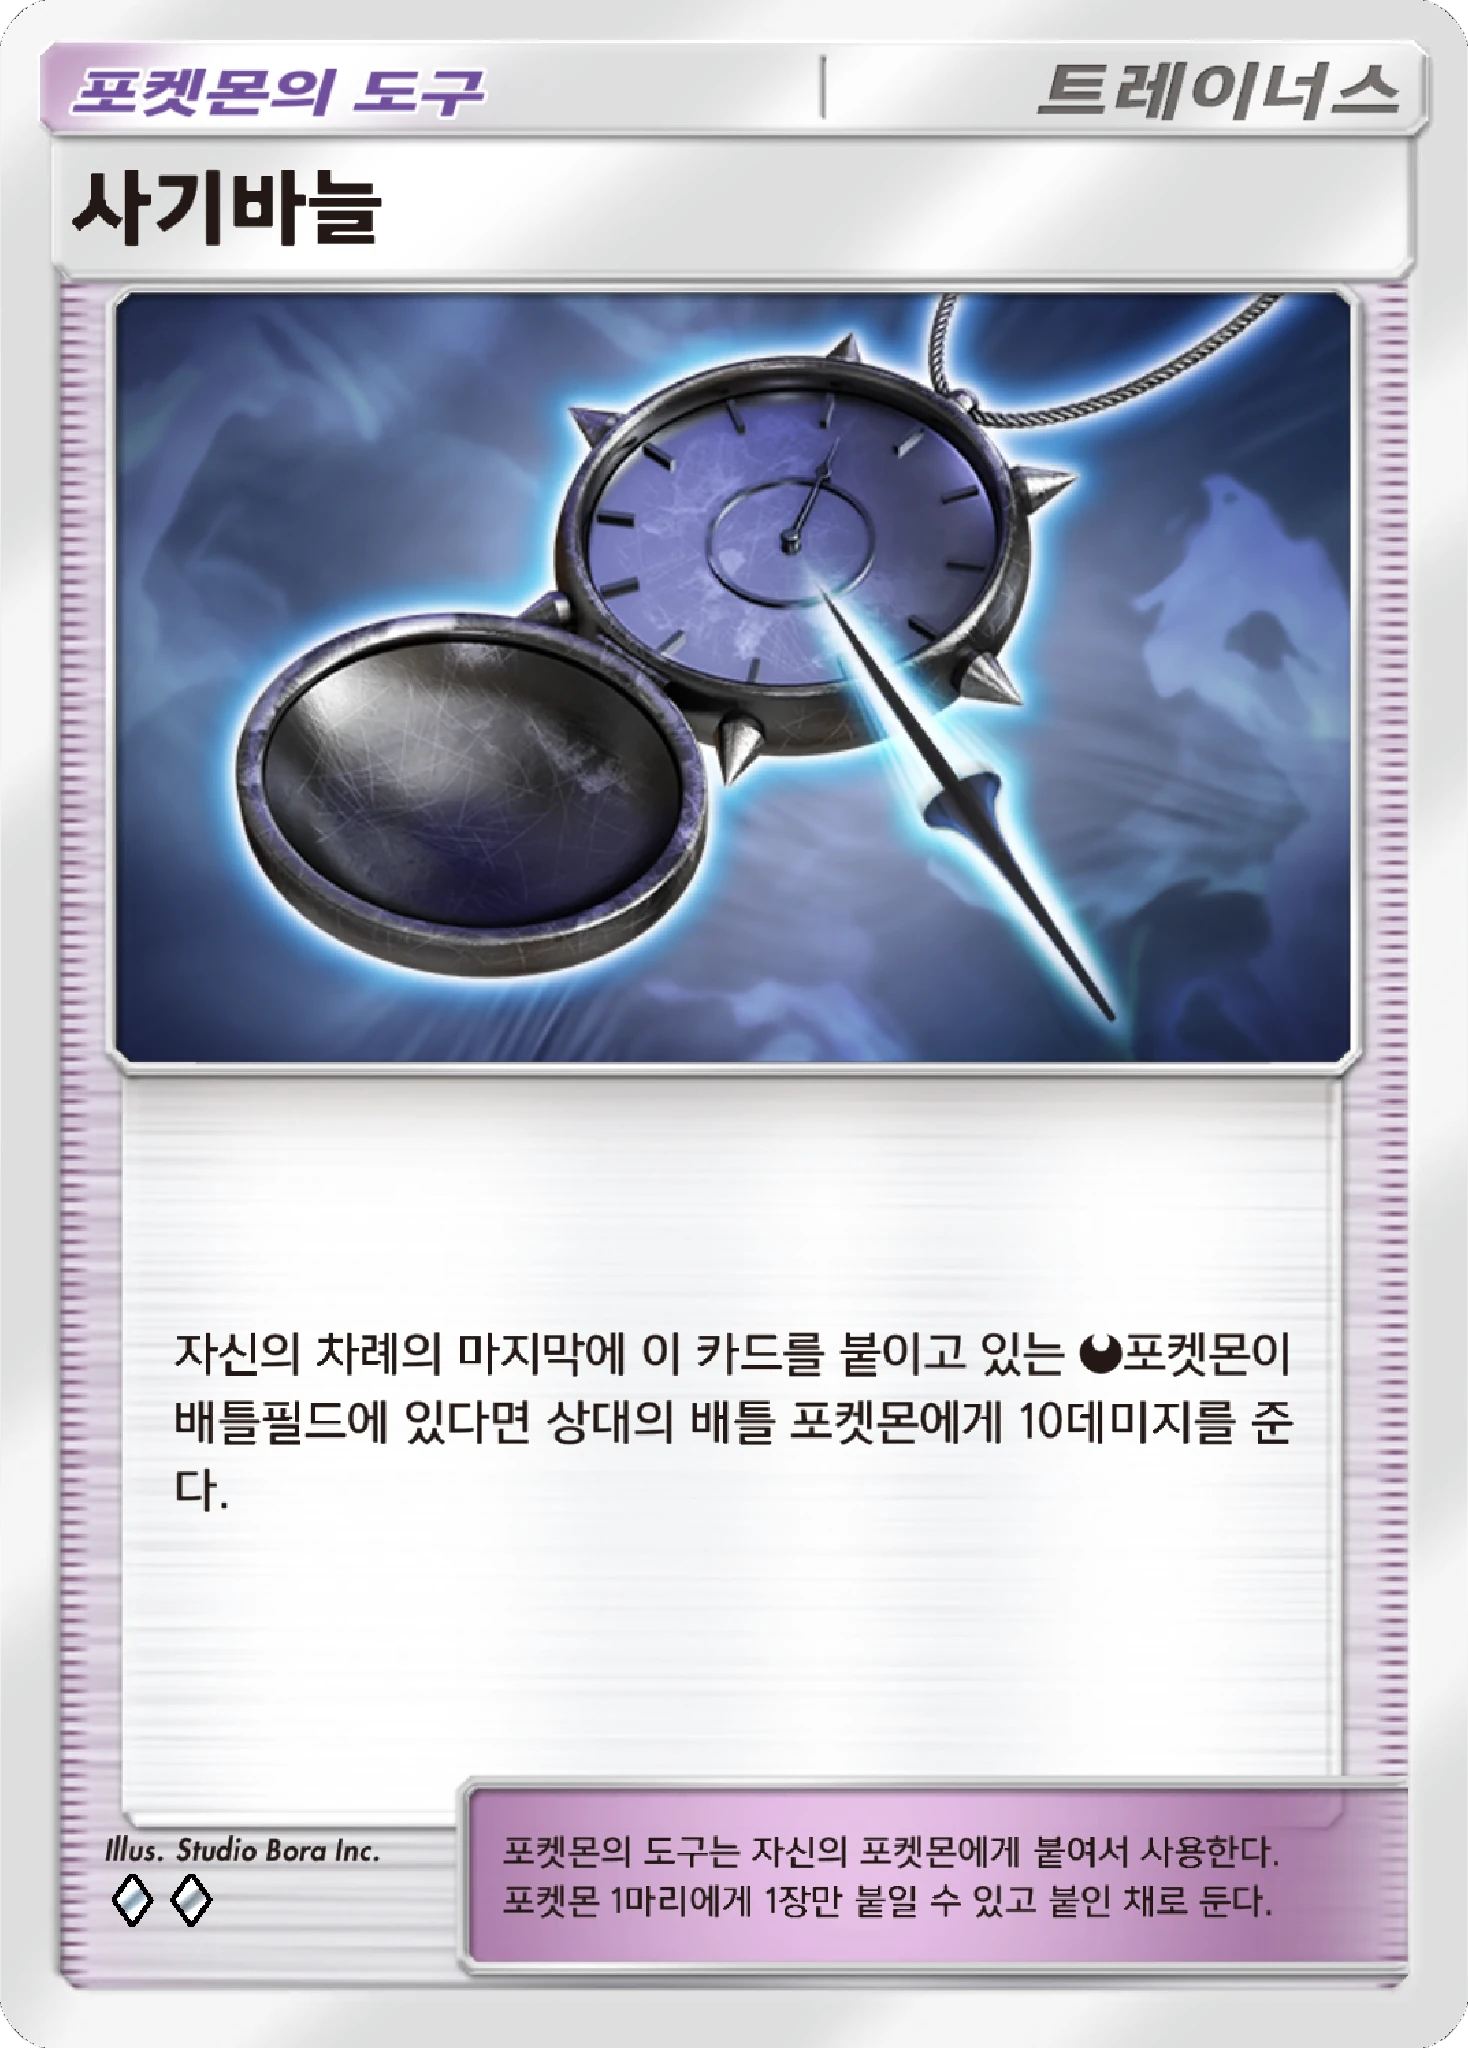 포켓몬의 도구
트레이너스
사기바늘
자신의 차례의 마지막에 이 카드를 붙이고 있는 포켓몬이
배틀필드에 있다면 상대의 배틀 포켓몬에게 10데미지를 준
다.
Illus. Studio Bora Inc.
포켓몬의 도구는 자신의 포켓몬에게 붙여서 사용한다.
포켓몬 1마리에게 1장만 붙일 수 있고 붙인 채로 둔다.